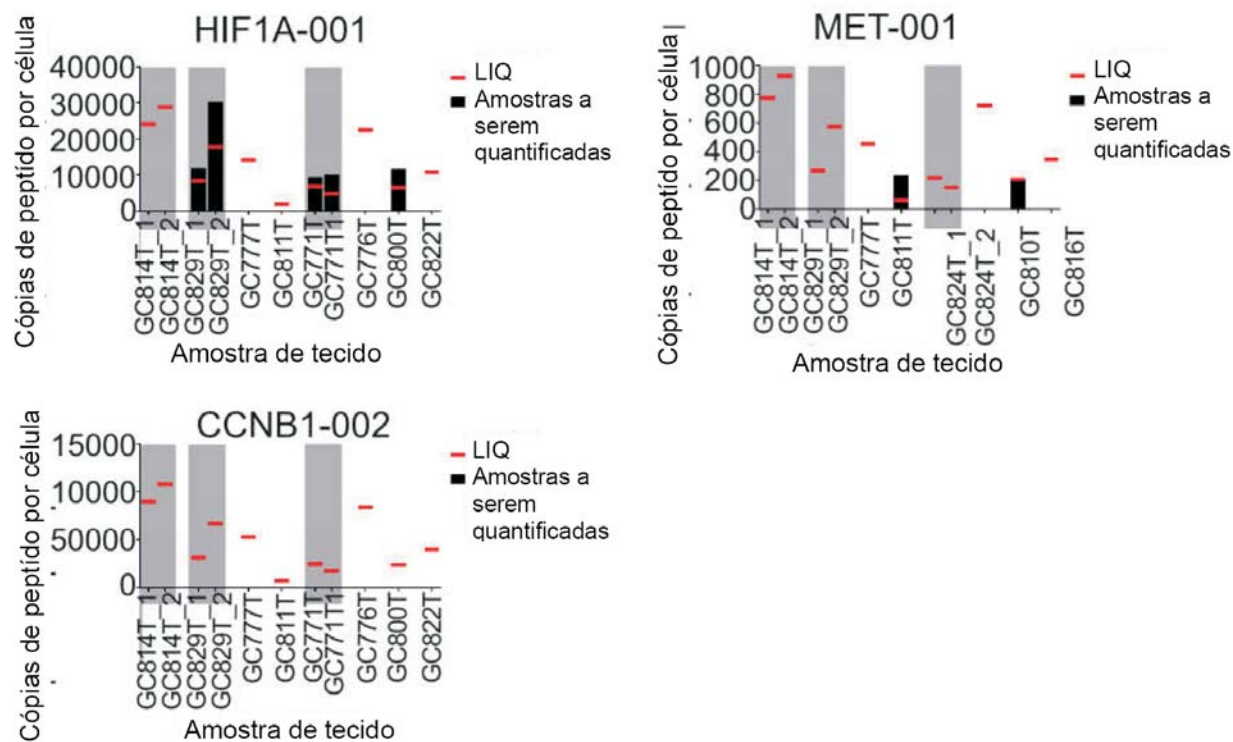 HIF1A-001
Cópias de peptído por célula
40000
30000
20000
10000
0
LIQ
Amostras a
serem
quantificadas
GC814T_1
GC814T_2
GC829T_1
GC829T_2
GC777T
GC811T
GC771T
GC771T1
GC776T
GC800T
GC822T
Amostra de tecido
MET-001
Cópias de peptído por célula
1000
800
600
400
200
0
LIQ
Amostras a
serem
quantificadas
GC814T_1
GC814T_2
GC829T_1
GC829T_2
GC777T
GC811T
GC824T_1
GC824T_2
GC810T
GC816T
Amostra de tecido
CCNB1-002
Cópias de peptído por célula
15000
10000
50000
0
LIQ
Amostras a
serem
quantificadas
GC814T_1
GC814T_2
GC829T_1
GC829T_2
GC777T
GC811T
GC771T
GC771T1
GC776T
GC800T
GC822T
Amostra de tecido